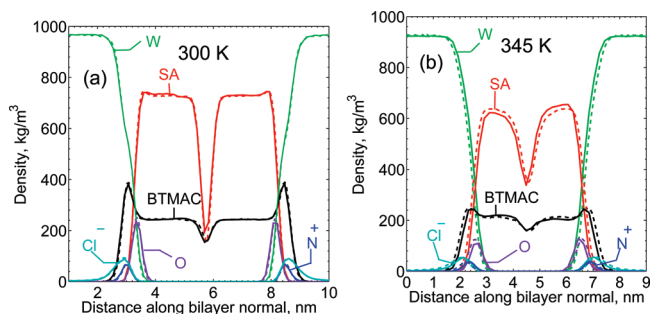 1000
800
600
400
200
0
Density, kg/m³
(a)
300 K
W
SA
BTMAC
Cl⁻
O
N⁺
2 4 6 8 10
Distance along bilayer normal, nm
1000
800
600
400
200
0
Density, kg/m³
(b)
345 K
W
SA
BTMAC
Cl⁻
O
N⁺
0 1 2 3 4 5 6 7 8 9
Distance along bilayer normal, nm